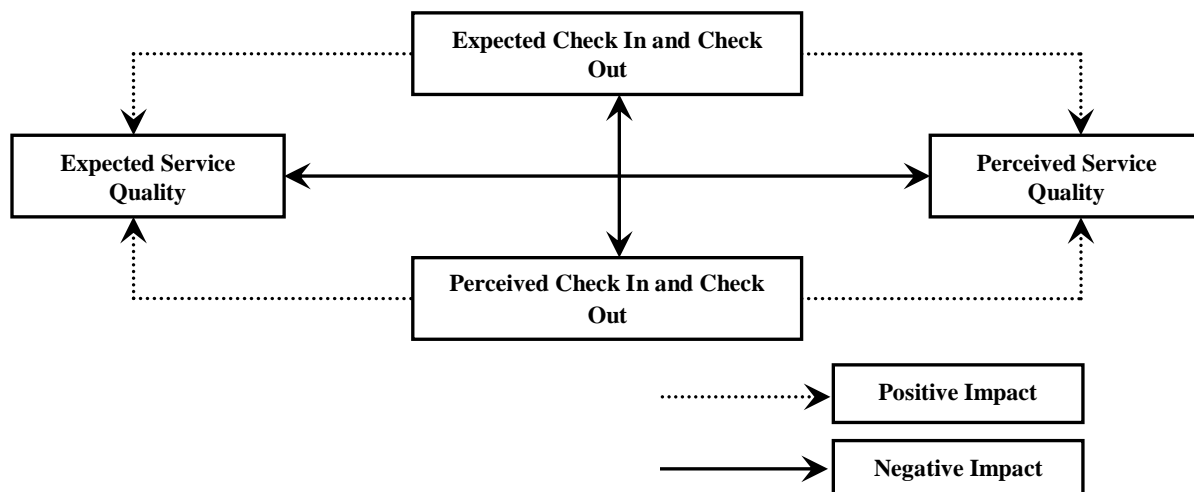 Expected Check In and Check
Out
Expected Service
Quality
Perceived Service
Quality
Perceived Check In and Check
Out
Positive Impact
Negative Impact